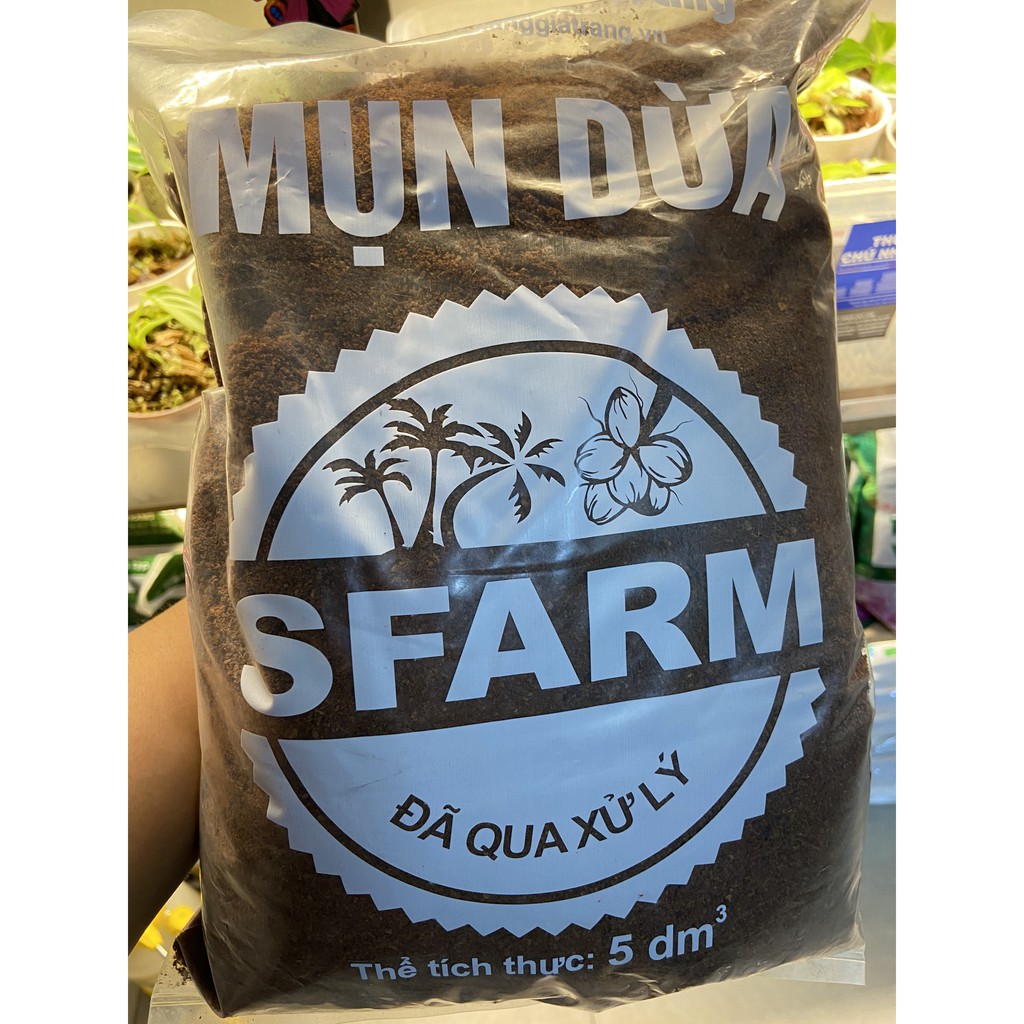 MỤN DỪA
SFARM
ĐÃ QUA XỬ LÝ
Thể tích thực: 5 dm³